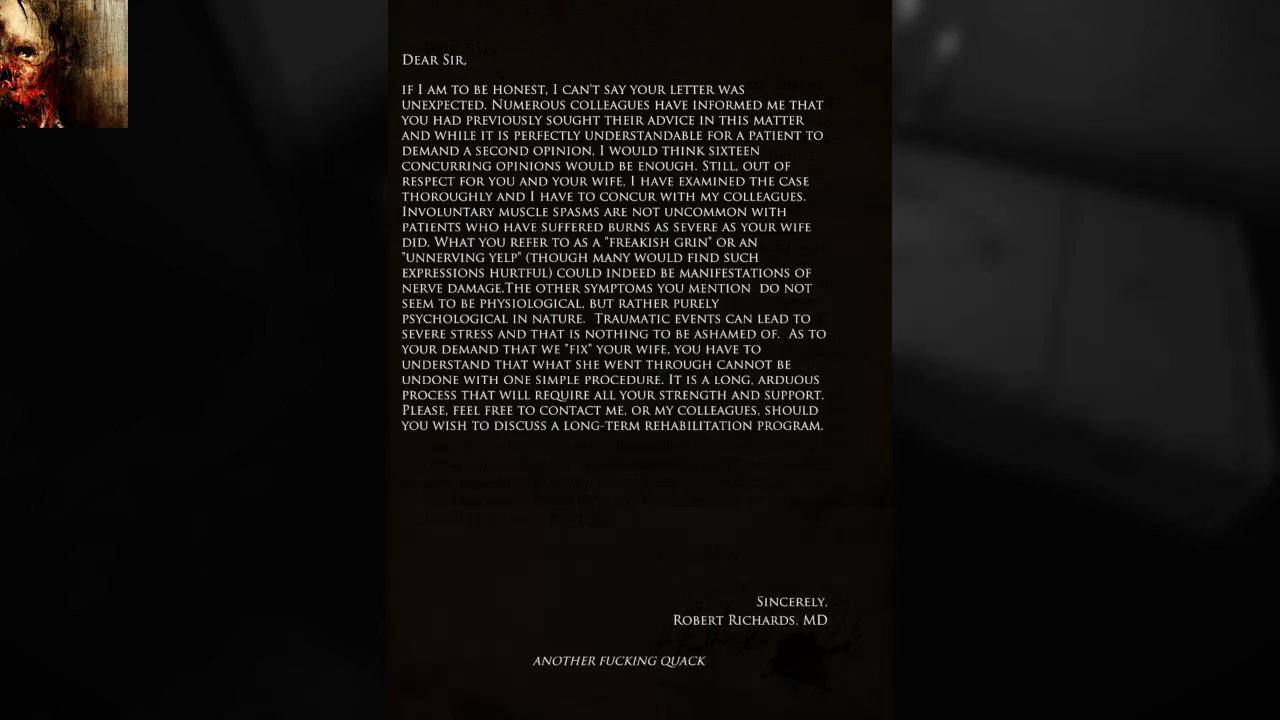 Dear Sir,
if I am to be honest, I can't say your letter was
unexpected. Numerous colleagues have informed me that
you had previously sought their advice in this matter
and while it is perfectly understandable for a patient to
demand a second opinion, I would think sixteen
concurring opinions would be enough. Still, out of
respect for you and your wife, I have examined the case
thoroughly and I have to concur with my colleagues.
Involuntary muscle spasms are not uncommon with
patients who have suffered burns as severe as your wife
did. What you refer to as a "freakish grin" or an
"unnerving yelp" (though many would find such
expressions hurtful) could indeed be manifestations of
nerve damage.The other symptoms you mention  do not
seem to be physiological, but rather purely
psychological in nature.  Traumatic events can lead to
severe stress and that is nothing to be ashamed of.  As to
your demand that we "fix" your wife, you have to
understand that what she went through cannot be
undone with one simple procedure. It is a long, arduous
process that will require all your strength and support.
Please, feel free to contact me, or my colleagues, should
you wish to discuss a long-term rehabilitation program.
Sincerely,
Robert Richards, MD
ANOTHER FUCKING QUACK